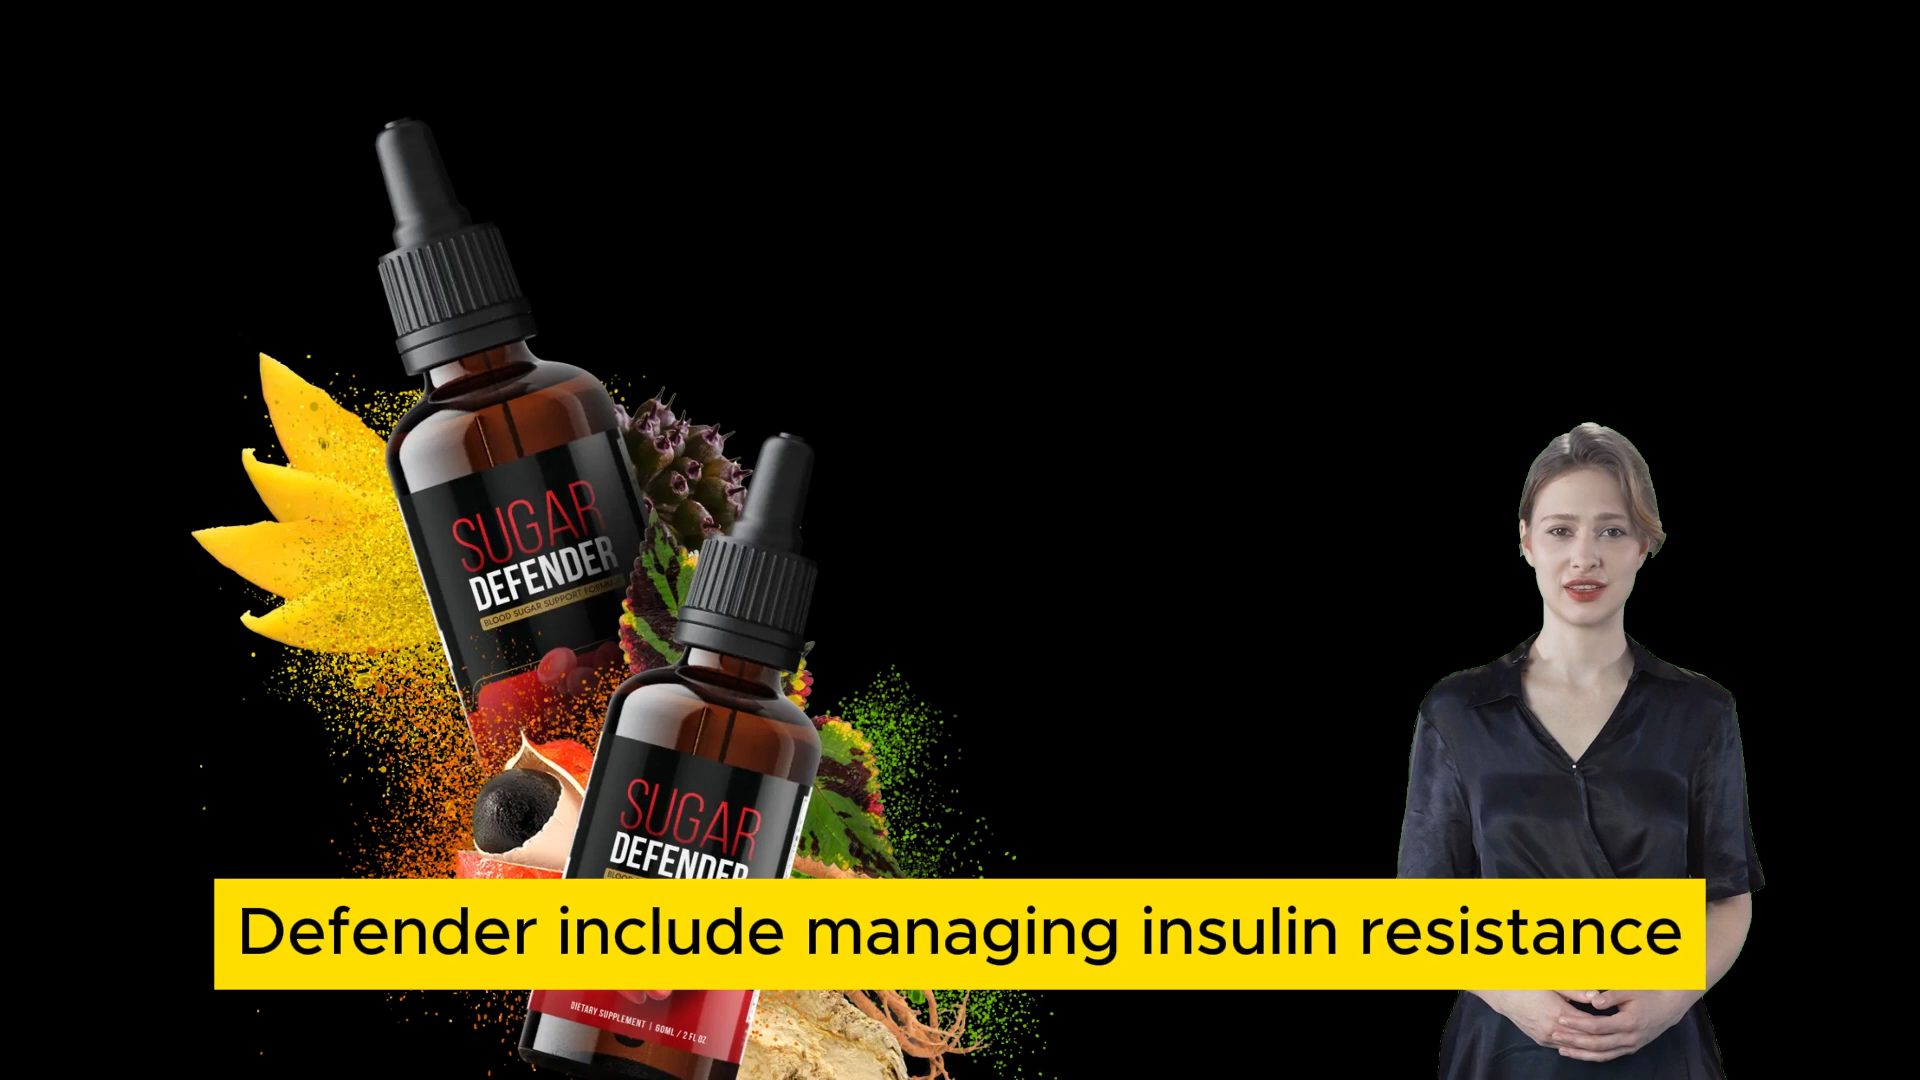 SUGAR
DEFENDER
BLOOD SUGAR SUPPORT FORMULA
SUGAR
DEFENDER
BLOOD
Defender include managing insulin resistance
DIETARY SUPPLEMENT | 60ML / 2 FL OZ